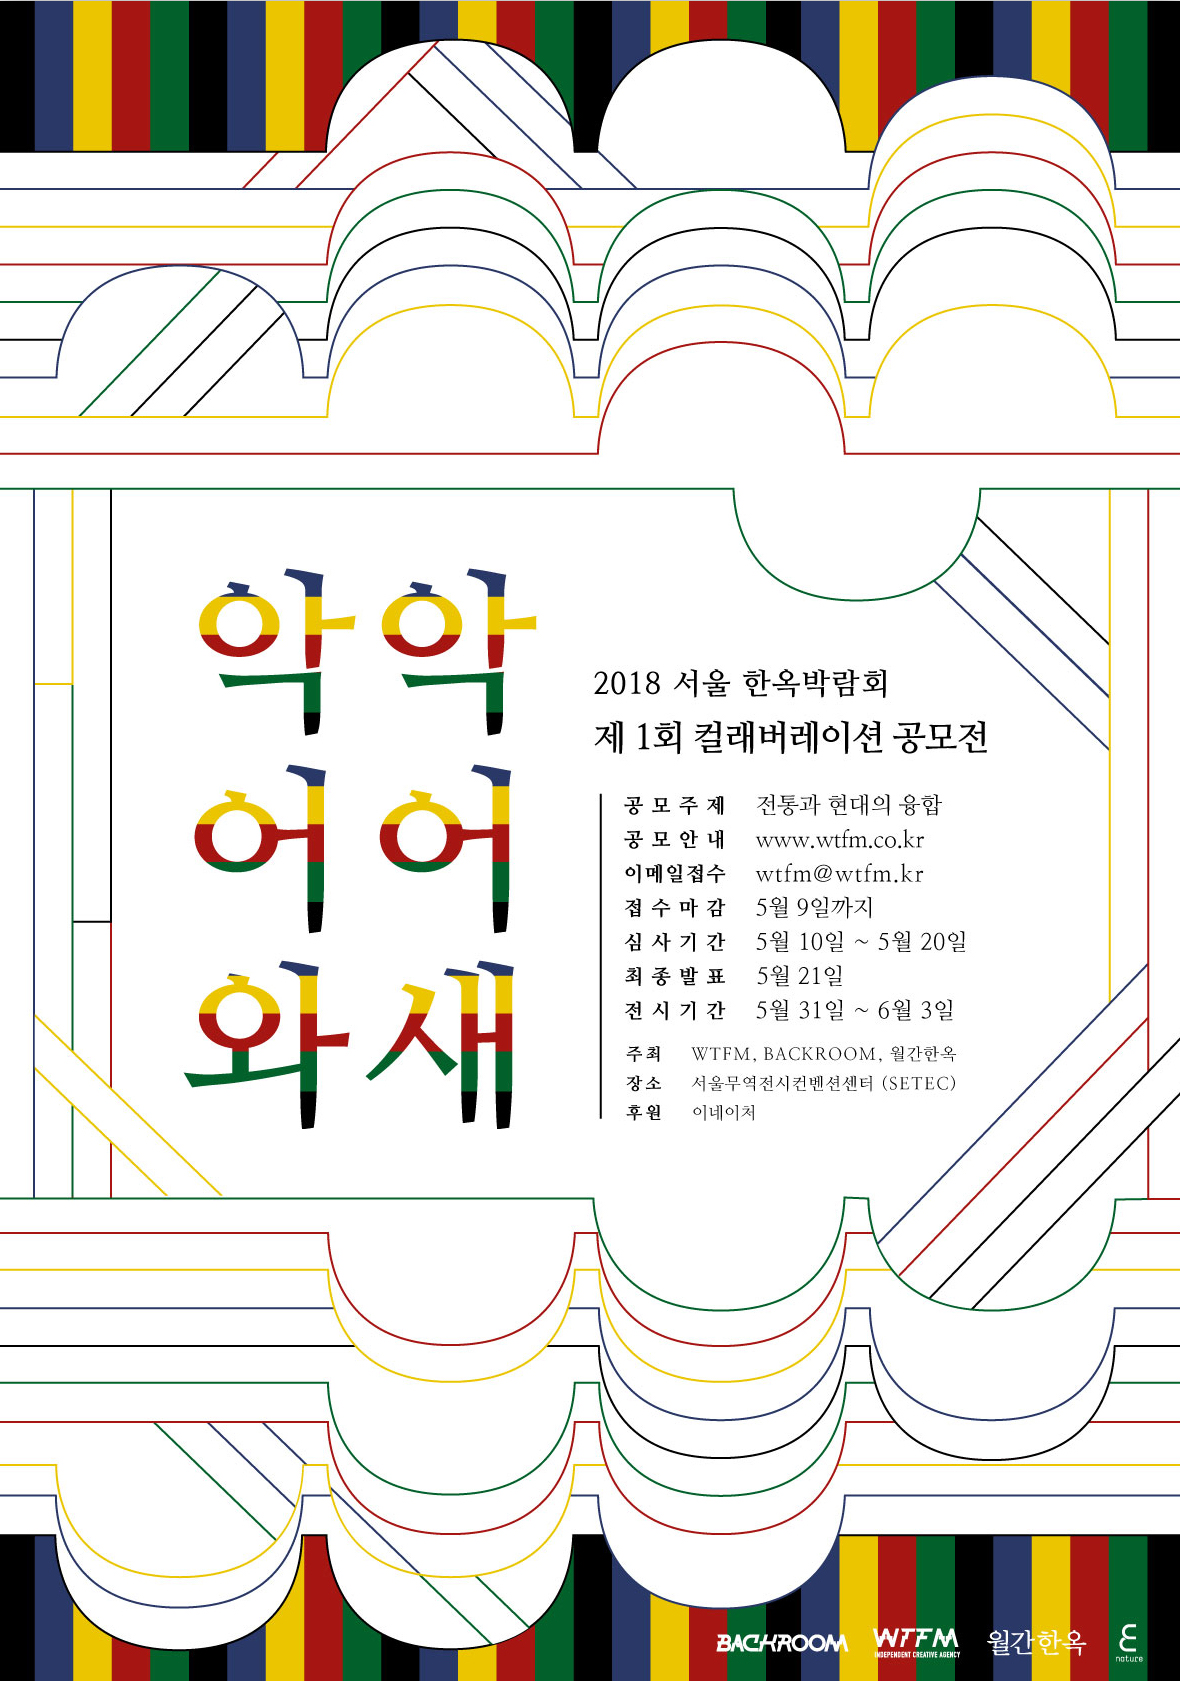 악악
어어
와새
2018 서울 한옥박람회
제 1회 컬래버레이션 공모전
공모주제 전통과 현대의 융합
공모안내 www.wtfm.co.kr
이메일접수 wtfm@wtfm.kr
접수마감 5월 9일까지
심사기간 5월 10일 ~ 5월 20일
최종발표 5월 21일
전시기간 5월 31일 ~ 6월 3일
주최 WTFM, BACKROOM, 월간한옥
장소 서울무역전시컨벤션센터 (SETEC)
후원 이네이처
BACKROOM
WTFM
INDEPENDENT CREATIVE AGENCY
월간한옥
ε
nature